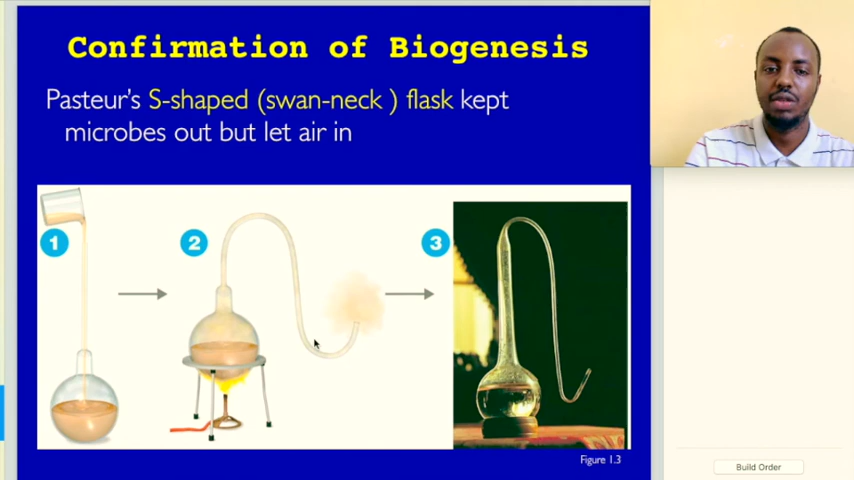 Confirmation of Biogenesis
Pasteur's S-shaped (swan-neck ) flask kept
microbes out but let air in
1
2
3
Figure 1.3
Build Order